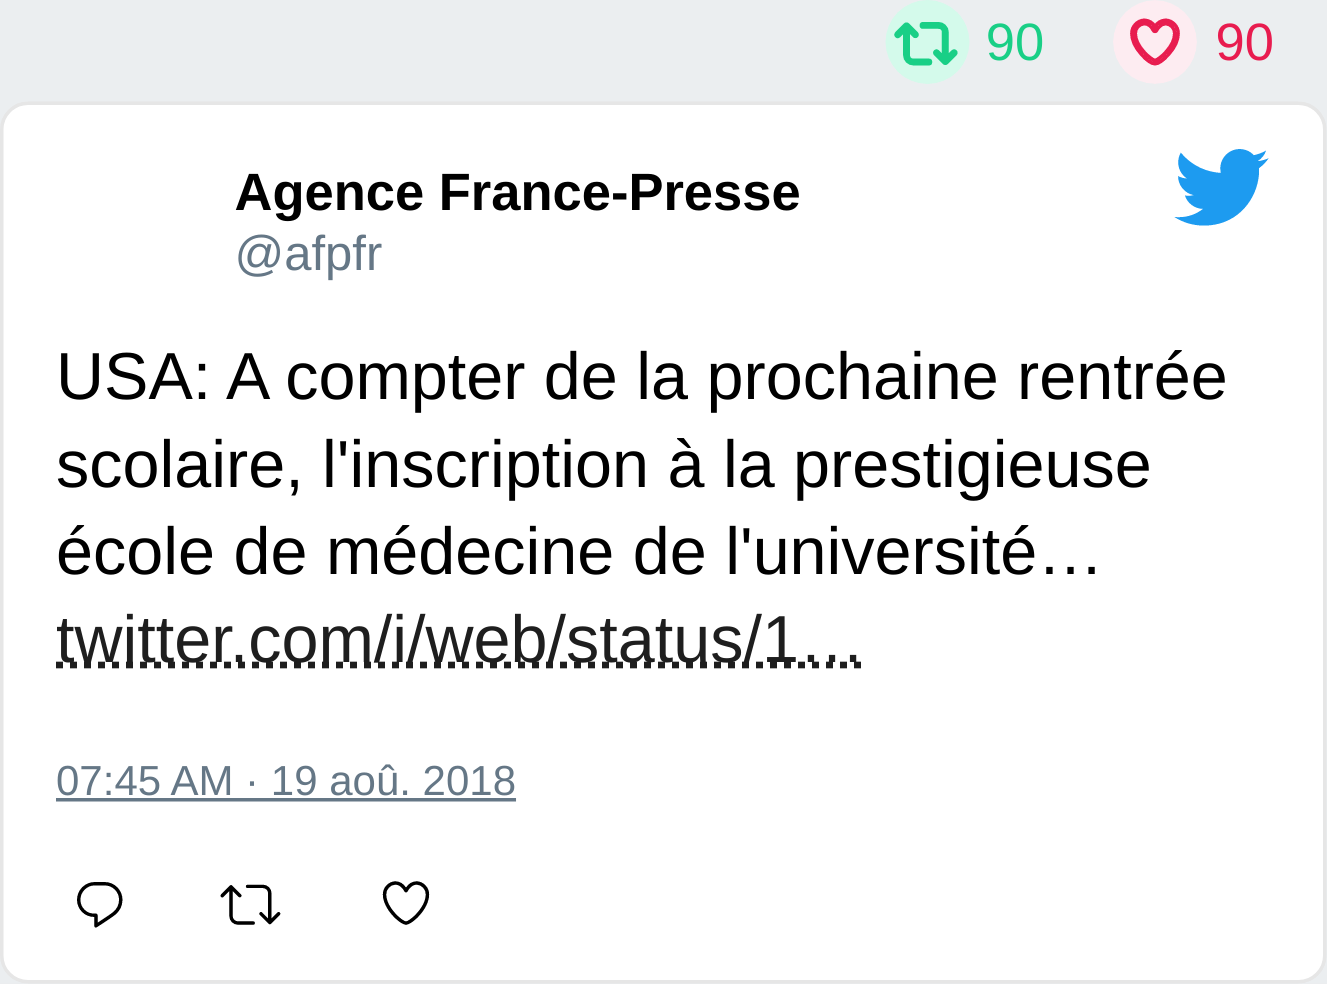 90 90
Agence France-Presse
@afpfr
USA: A compter de la prochaine rentrée
scolaire, l'inscription à la prestigieuse
école de médecine de l'université…
twitter.com/i/web/status/1…
07:45 AM · 19 aoû. 2018